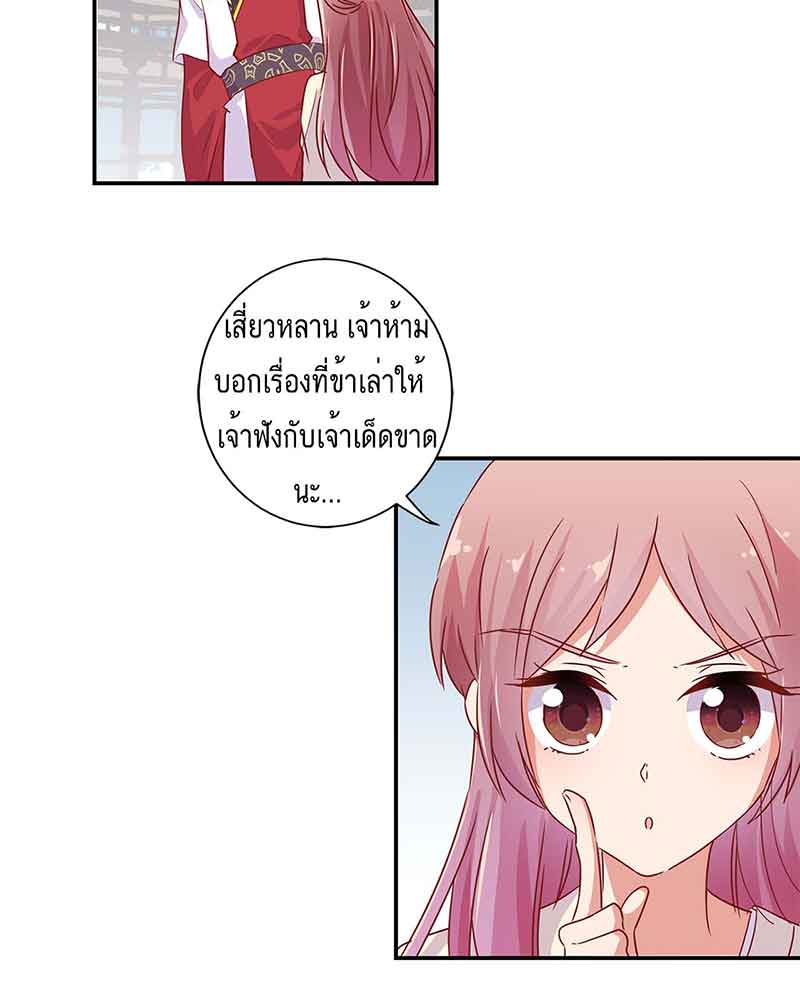 เสี่ยวหลาน เจ้าห้าม
บอกเรื่องที่ข้าเล่าให้
เจ้าฟังกับเจ้าเด็ดขาด
นะ...